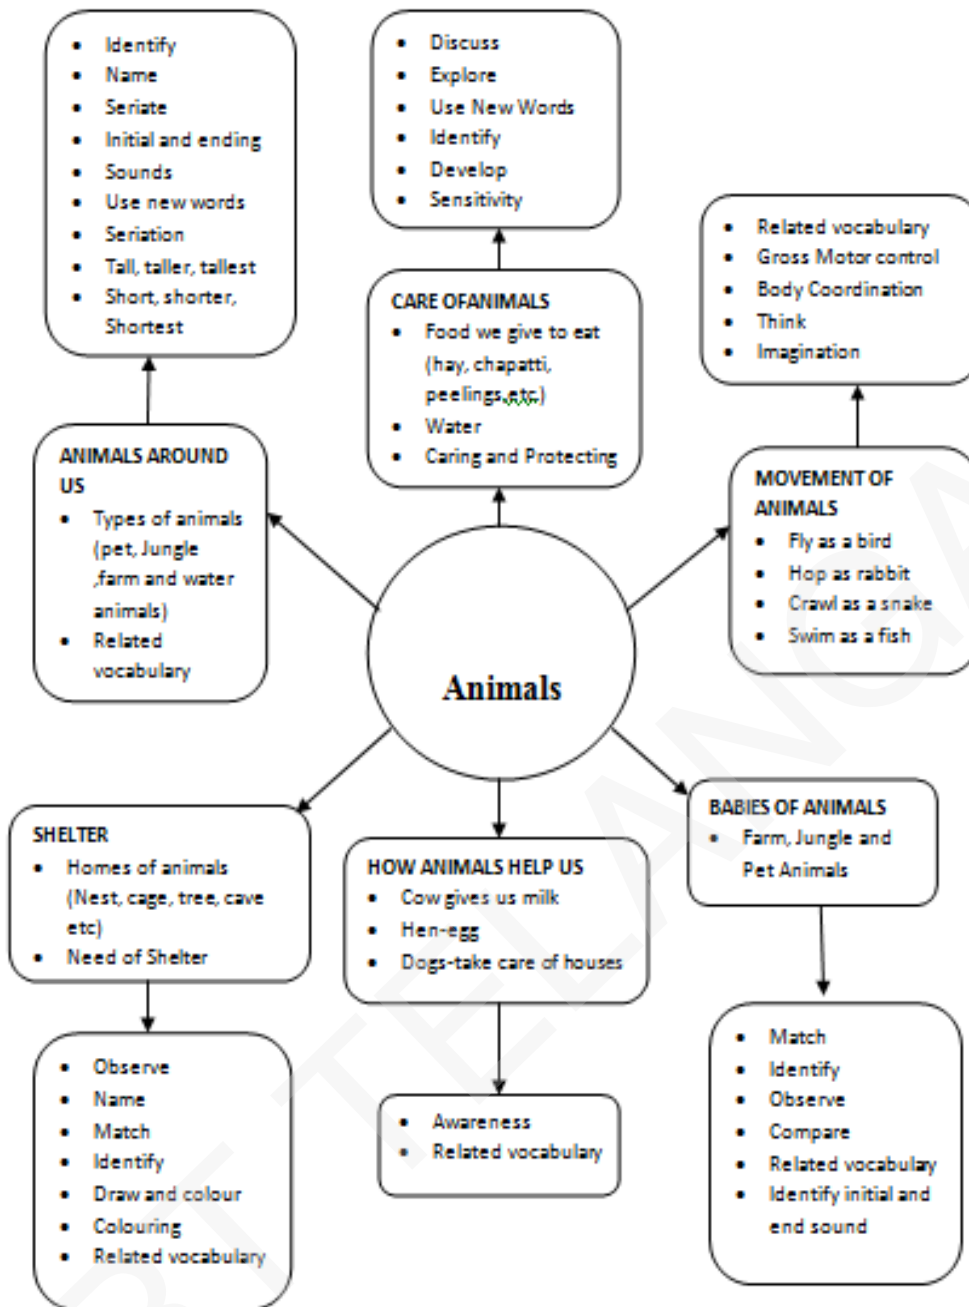 Identify
Name
Seriate
Initial and ending
Sounds
Use new words
Seriation
Tall, taller, tallest
Short, shorter,
Shortest
Discuss
Explore
Use New Words
Identify
Develop
Sensitivity
Related vocabulary
Gross Motor control
Body Coordination
Think
Imagination
ANIMALS AROUND
US
Types of animals
(pet, Jungle
,farm and water
animals)
Related
vocabulary
CARE OFANIMALS
Food we give to eat
(hay, chapatti,
peelings,etc.)
Water
Caring and Protecting
MOVEMENT OF
ANIMALS
Fly as a bird
Hop as rabbit
Crawl as a snake
Swim as a fish
Animals
SHELTER
Homes of animals
(Nest, cage, tree, cave
etc)
Need of Shelter
HOW ANIMALS HELP US
Cow gives us milk
Hen-egg
Dogs-take care of houses
BABIES OF ANIMALS
Farm, Jungle and
Pet Animals
Observe
Name
Match
Identify
Draw and colour
Colouring
Related vocabulary
Awareness
Related vocabulary
Match
Identify
Observe
Compare
Related vocabulary
Identify initial and
end sound